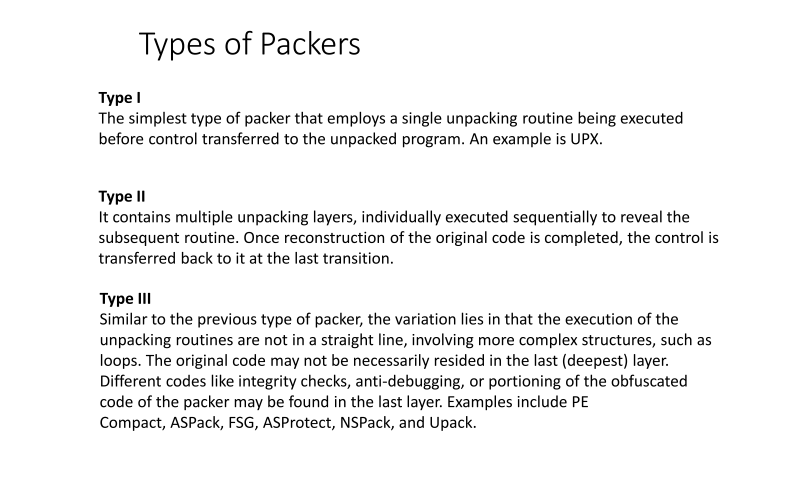 Types of Packers
Type I
The simplest type of packer that employs a single unpacking routine being executed
before control transferred to the unpacked program. An example is UPX.
Type II
It contains multiple unpacking layers, individually executed sequentially to reveal the
subsequent routine. Once reconstruction of the original code is completed, the control is
transferred back to it at the last transition.
Type III
Similar to the previous type of packer, the variation lies in that the execution of the
unpacking routines are not in a straight line, involving more complex structures, such as
loops. The original code may not be necessarily resided in the last (deepest) layer.
Different codes like integrity checks, anti-debugging, or portioning of the obfuscated
code of the packer may be found in the last layer. Examples include PE
Compact, ASPack, FSG, ASProtect, NSPack, and Upack.